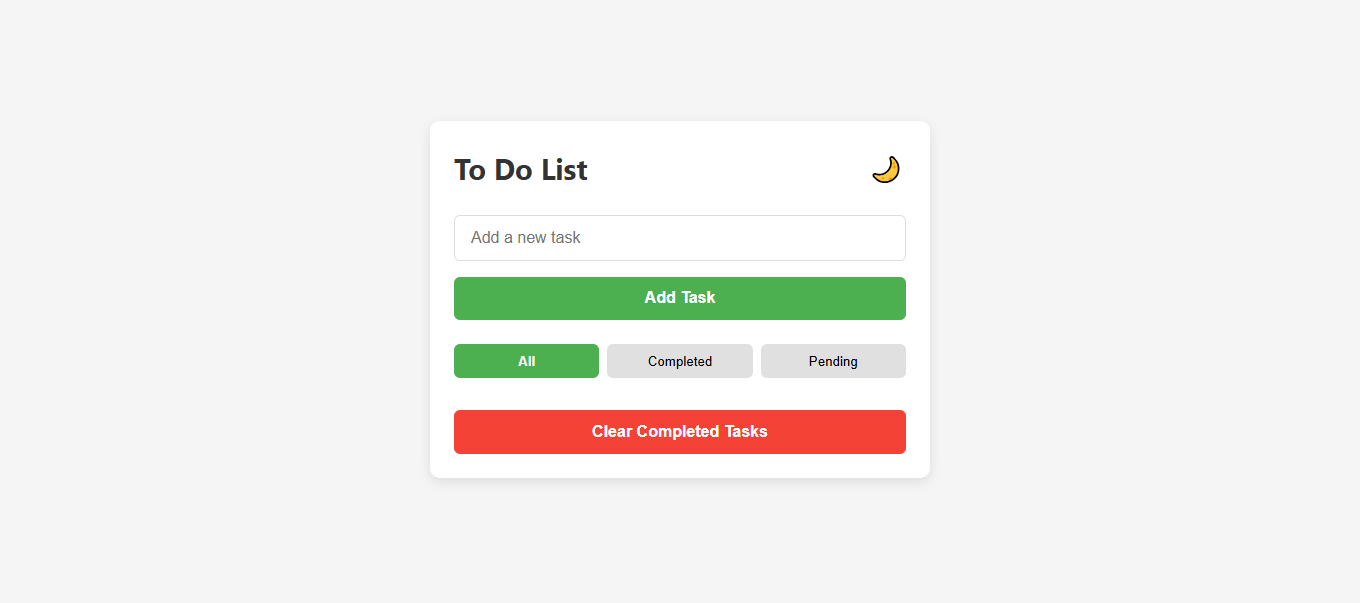 To Do List
Add a new task
Add Task
All Completed Pending
Clear Completed Tasks